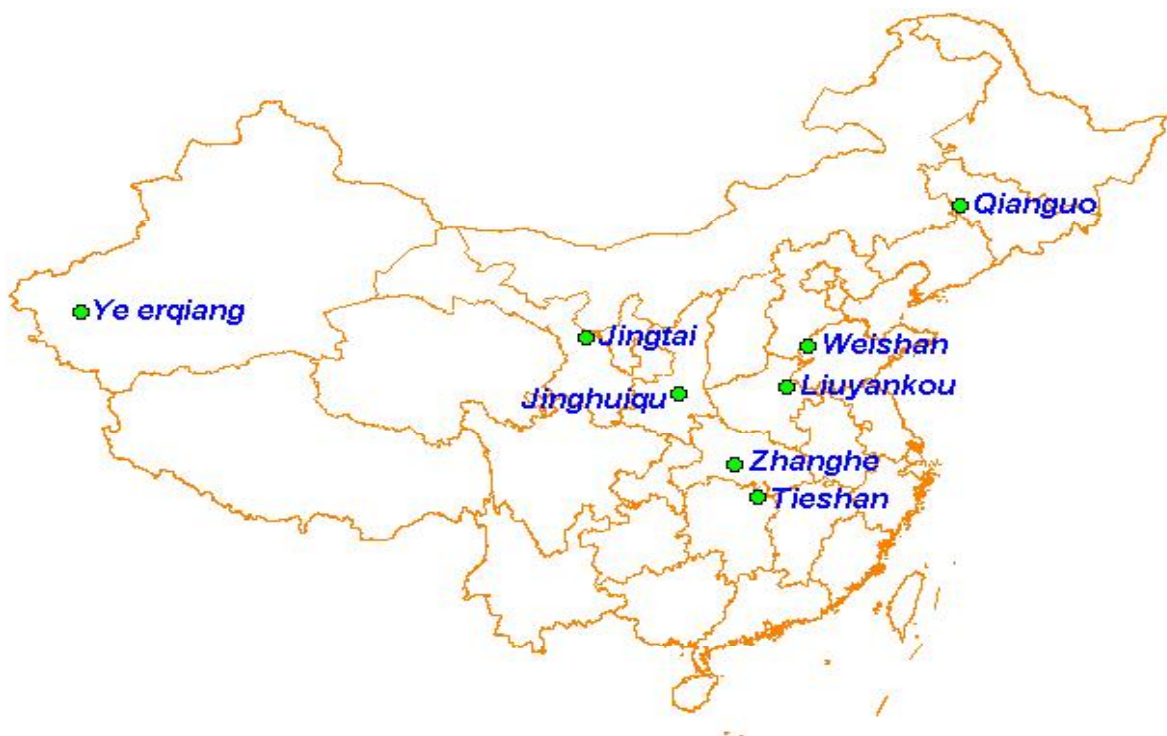 Qianguo
Ye erqiang
Jingtai
Weishan
Liuyankou
Jinghuiqu
Zhanghe
Tieshan